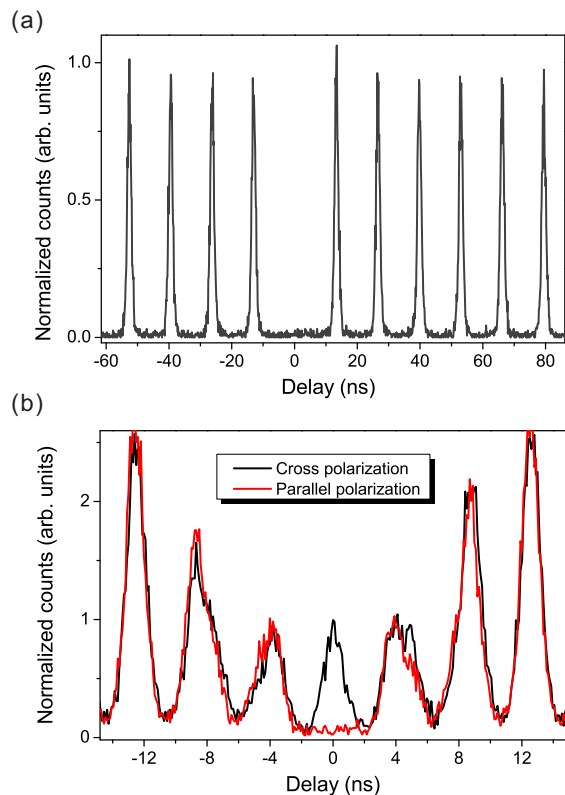 (a)
Normalized counts (arb. units)
1.0
0.5
0.0
-60 -40 -20 0 20 40 60 80
Delay (ns)
(b)
Normalized counts (arb. units)
Cross polarization
Parallel polarization
2
1
0
-12 -8 -4 0 4 8 12
Delay (ns)